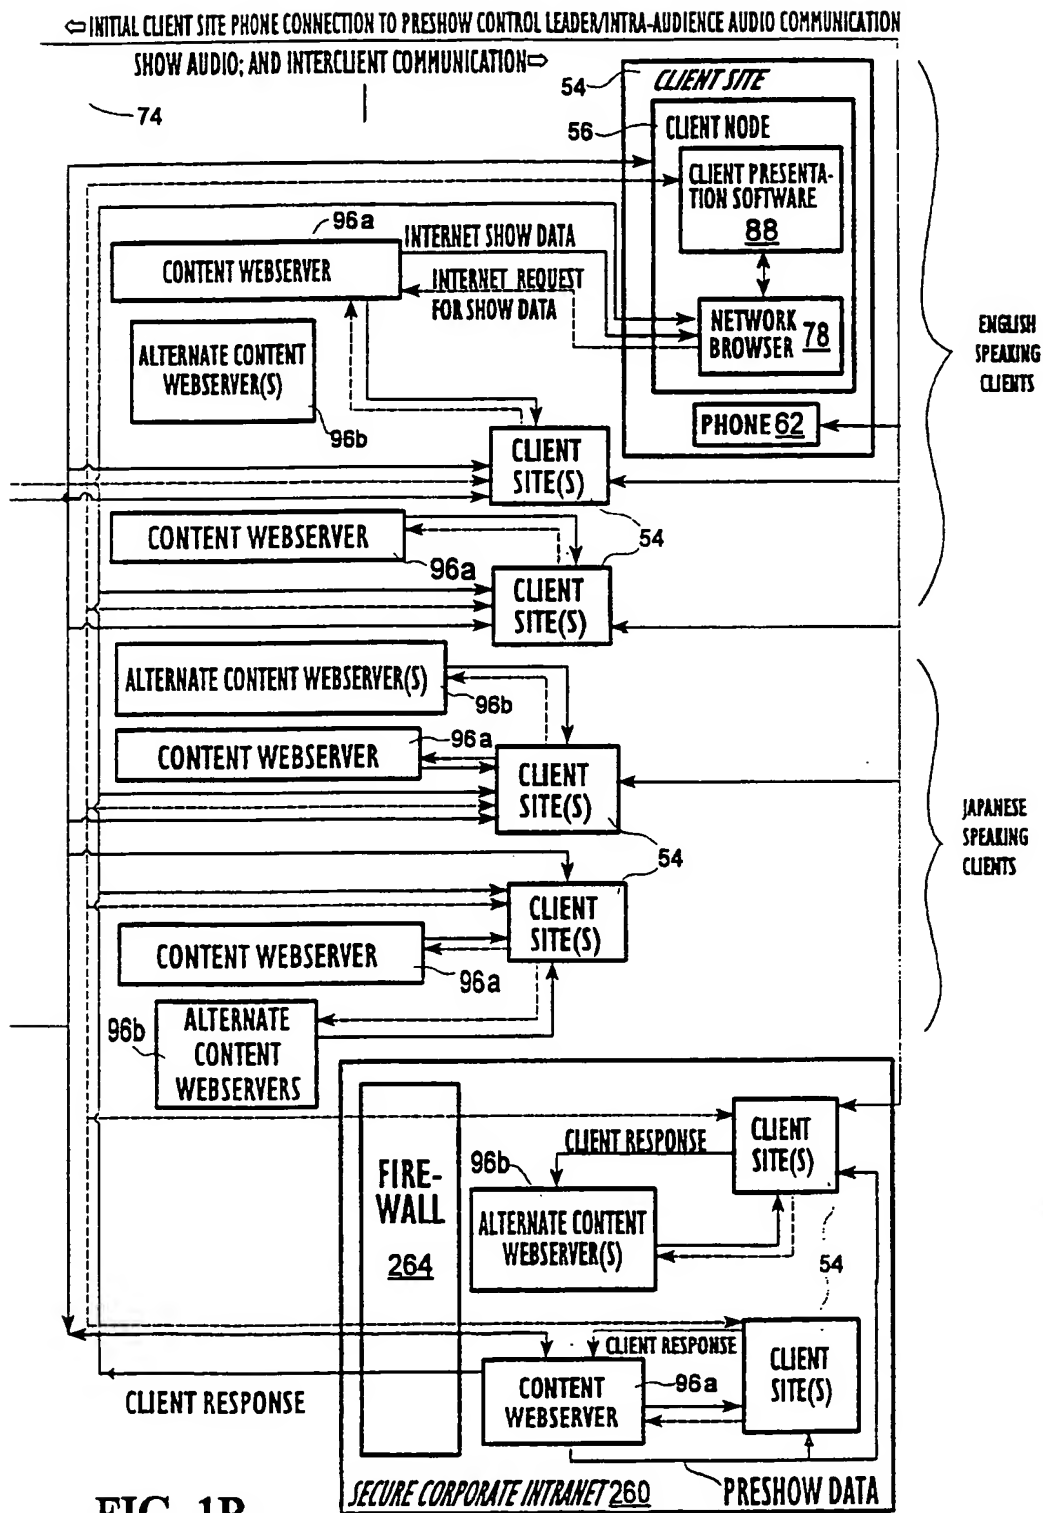 ⇦ INITIAL CLIENT SITE PHONE CONNECTION TO PRESHOW CONTROL LEADER/INTRA-AUDIENCE AUDIO COMMUNICATION
SHOW AUDIO; AND INTERCLIENT COMMUNICATION⇨
74
54
CLIENT SITE
56
CLIENT NODE
CLIENT PRESENTA-
TION SOFTWARE
88
96a
CONTENT WEBSERVER
INTERNET SHOW DATA
INTERNET REQUEST
FOR SHOW DATA
NETWORK
BROWSER 78
ALTERNATE CONTENT
WEBSERVER(S)
96b
PHONE 62
ENGLISH
SPEAKING
CLIENTS
CLIENT
SITE(S)
54
CONTENT WEBSERVER
96a
CLIENT
SITE(S)
ALTERNATE CONTENT WEBSERVER(S)
96b
96a
CONTENT WEBSERVER
CLIENT
SITE(S)
54
JAPANESE
SPEAKING
CLIENTS
CLIENT
SITE(S)
CONTENT WEBSERVER
96a
96b
ALTERNATE
CONTENT
WEBSERVERS
FIRE-
WALL
264
CLIENT RESPONSE
96b
ALTERNATE CONTENT
WEBSERVER(S)
CLIENT
SITE(S)
54
CLIENT RESPONSE
CLIENT
SITE(S)
CONTENT
WEBSERVER
96a
CLIENT RESPONSE
SECURE CORPORATE INTRANET 260
PRESHOW DATA
FIG. 1B